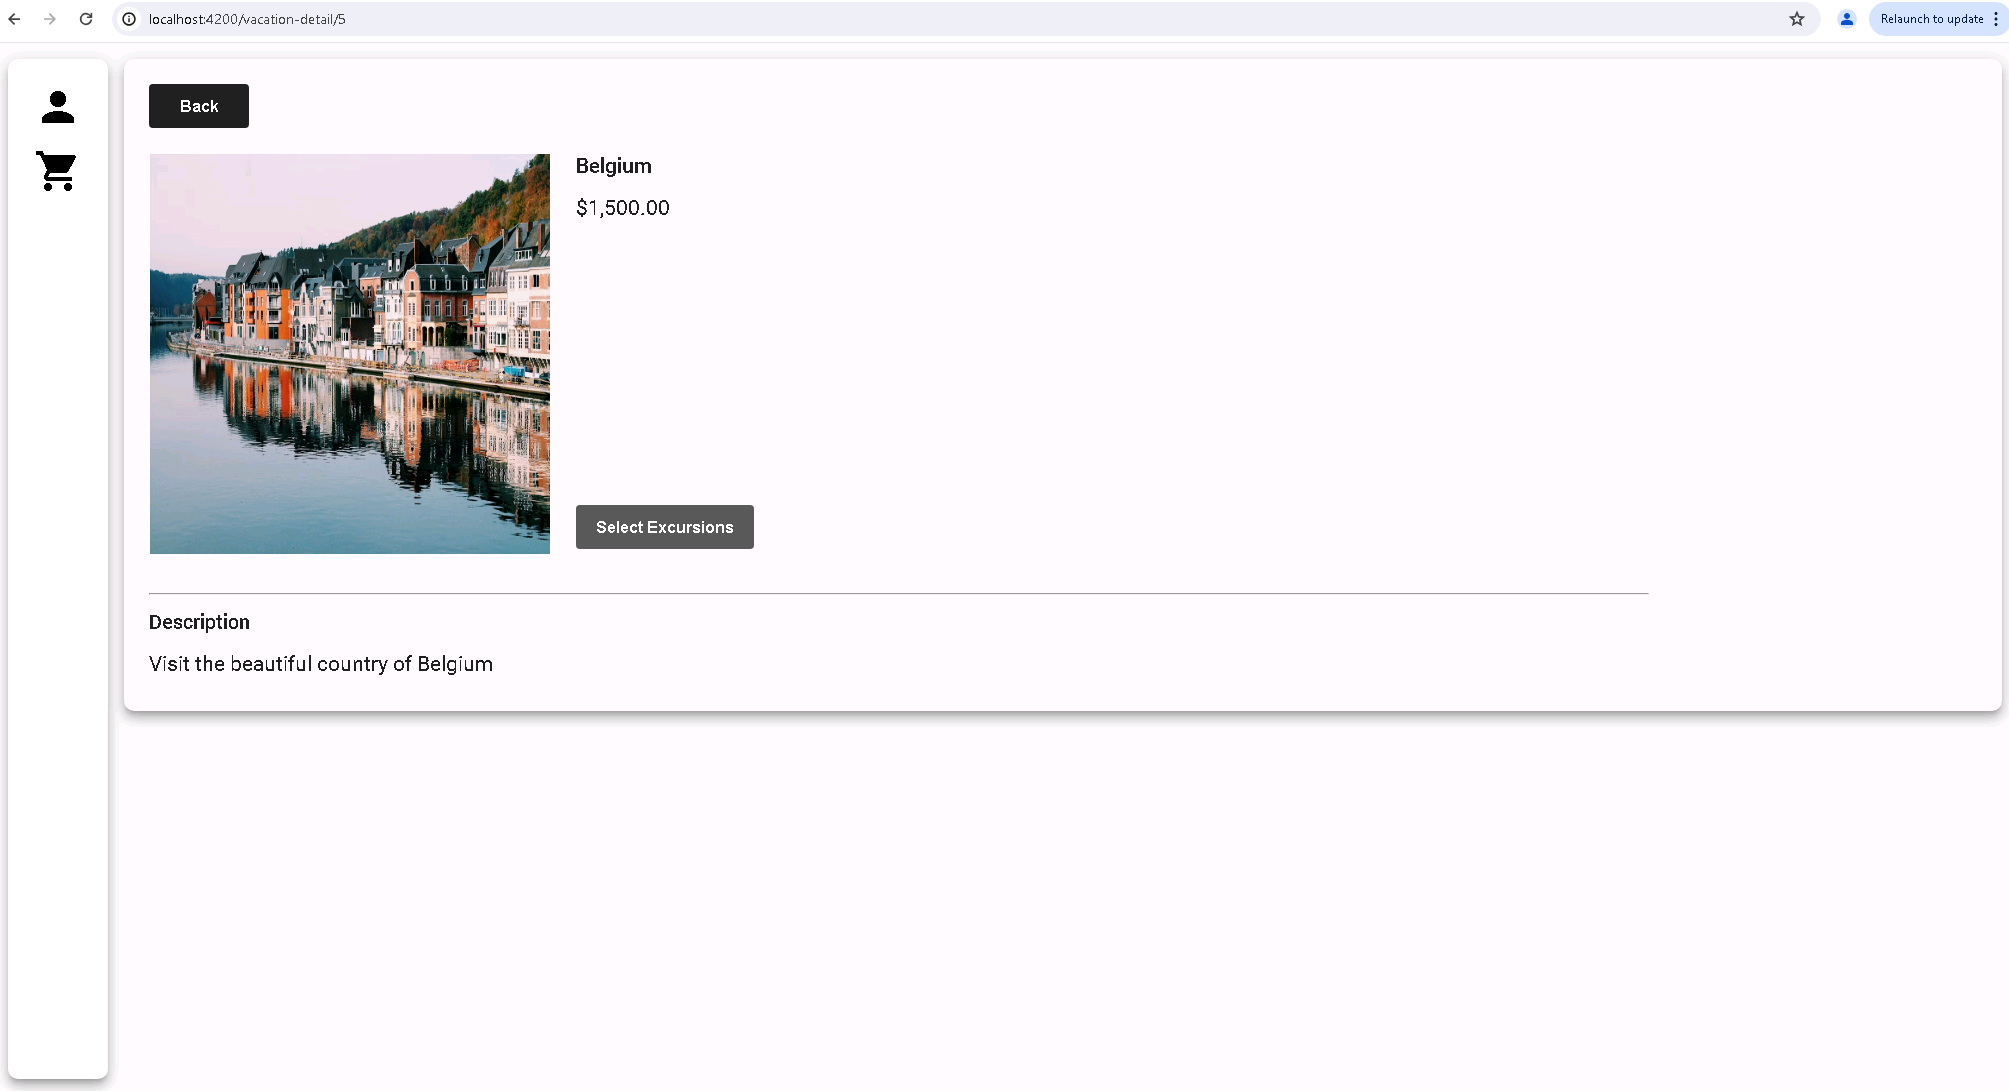 localhost:4200/vacation-detail/5
Relaunch to update
Back
Belgium
$1,500.00
Select Excursions
Description
Visit the beautiful country of Belgium